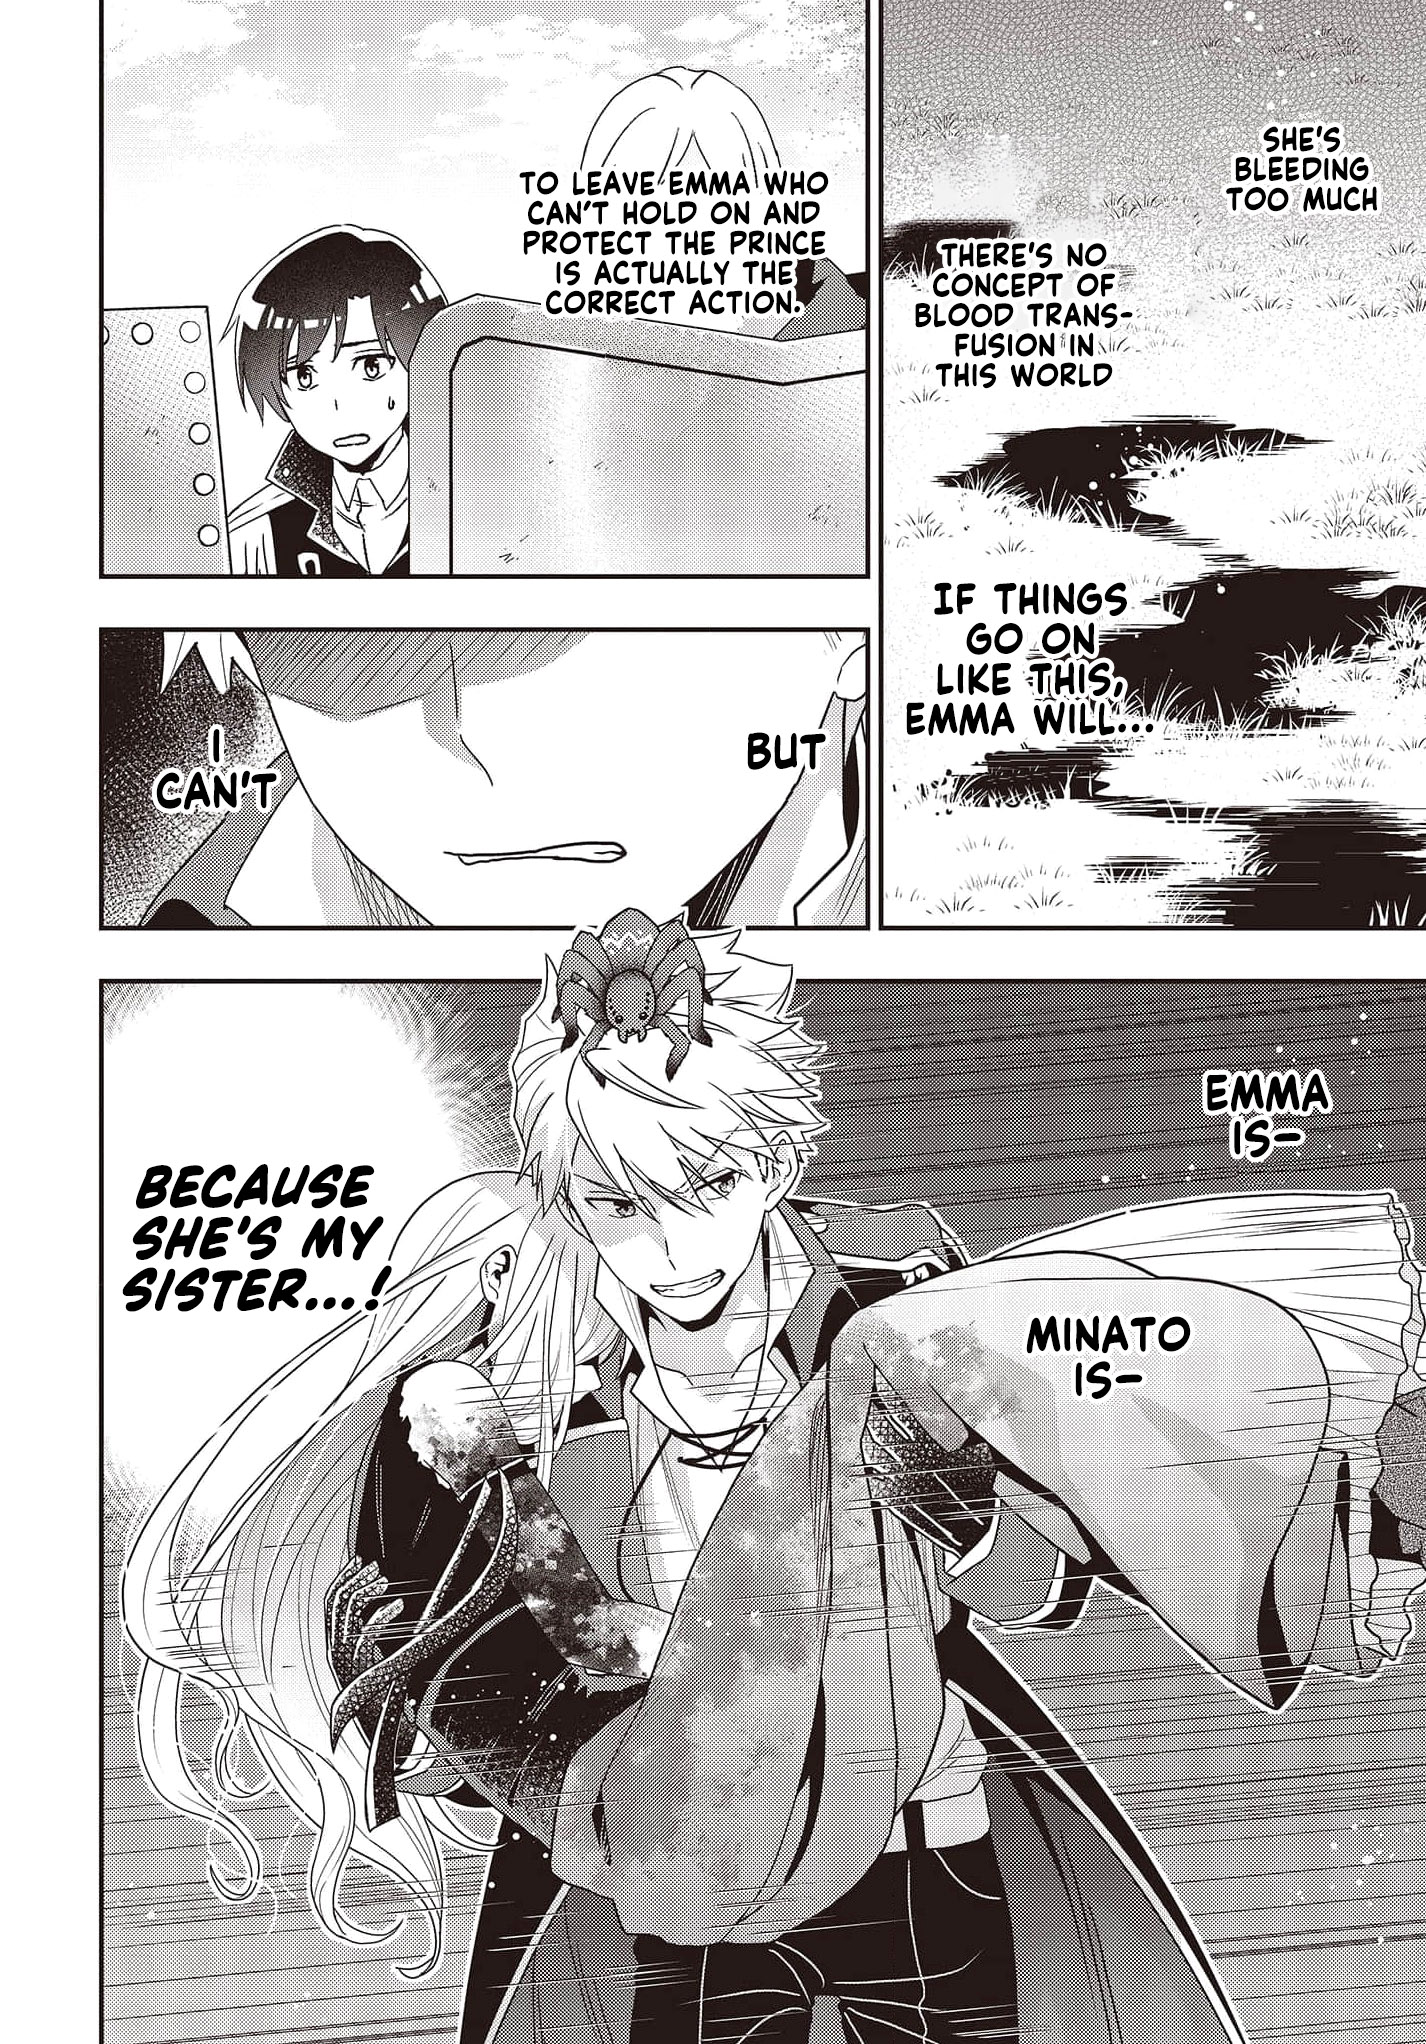 SHE'S
BLEEDING
TOO MUCH
THERE'S NO
CONCEPT OF
BLOOD TRANS-
FUSION IN
THIS WORLD
IF THINGS
GO ON
LIKE THIS,
EMMA WILL...
TO LEAVE EMMA WHO
CAN'T HOLD ON AND
PROTECT THE PRINCE
IS ACTUALLY THE
CORRECT ACTION.
BUT
I
CAN'T
EMMA
IS-
MINATO
IS-
BECAUSE
SHE'S MY
SISTER...!